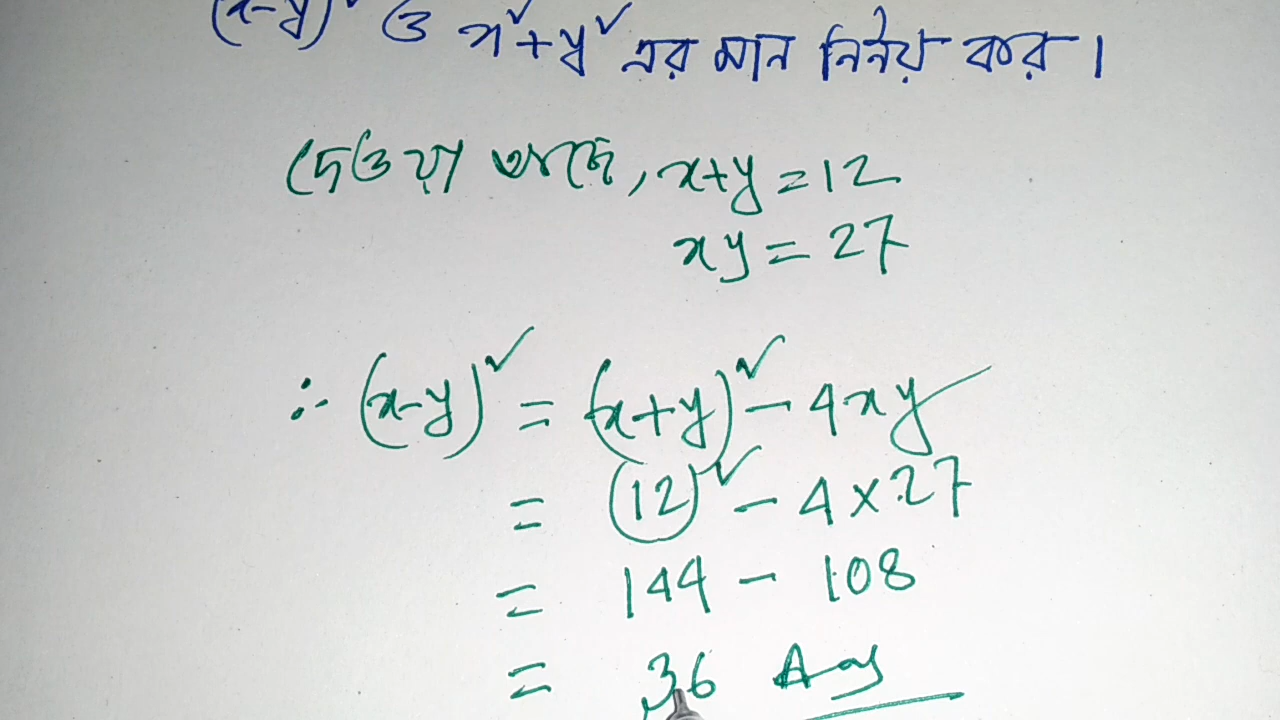 (x-y)² ও x²+y² এর মান নির্নয় কর।
দেওয়া আছে, x+y=12
xy=27
∴ (x-y)² = (x+y)² - 4xy
= (12)² - 4×27
= 144 - 108
= 36 Ans